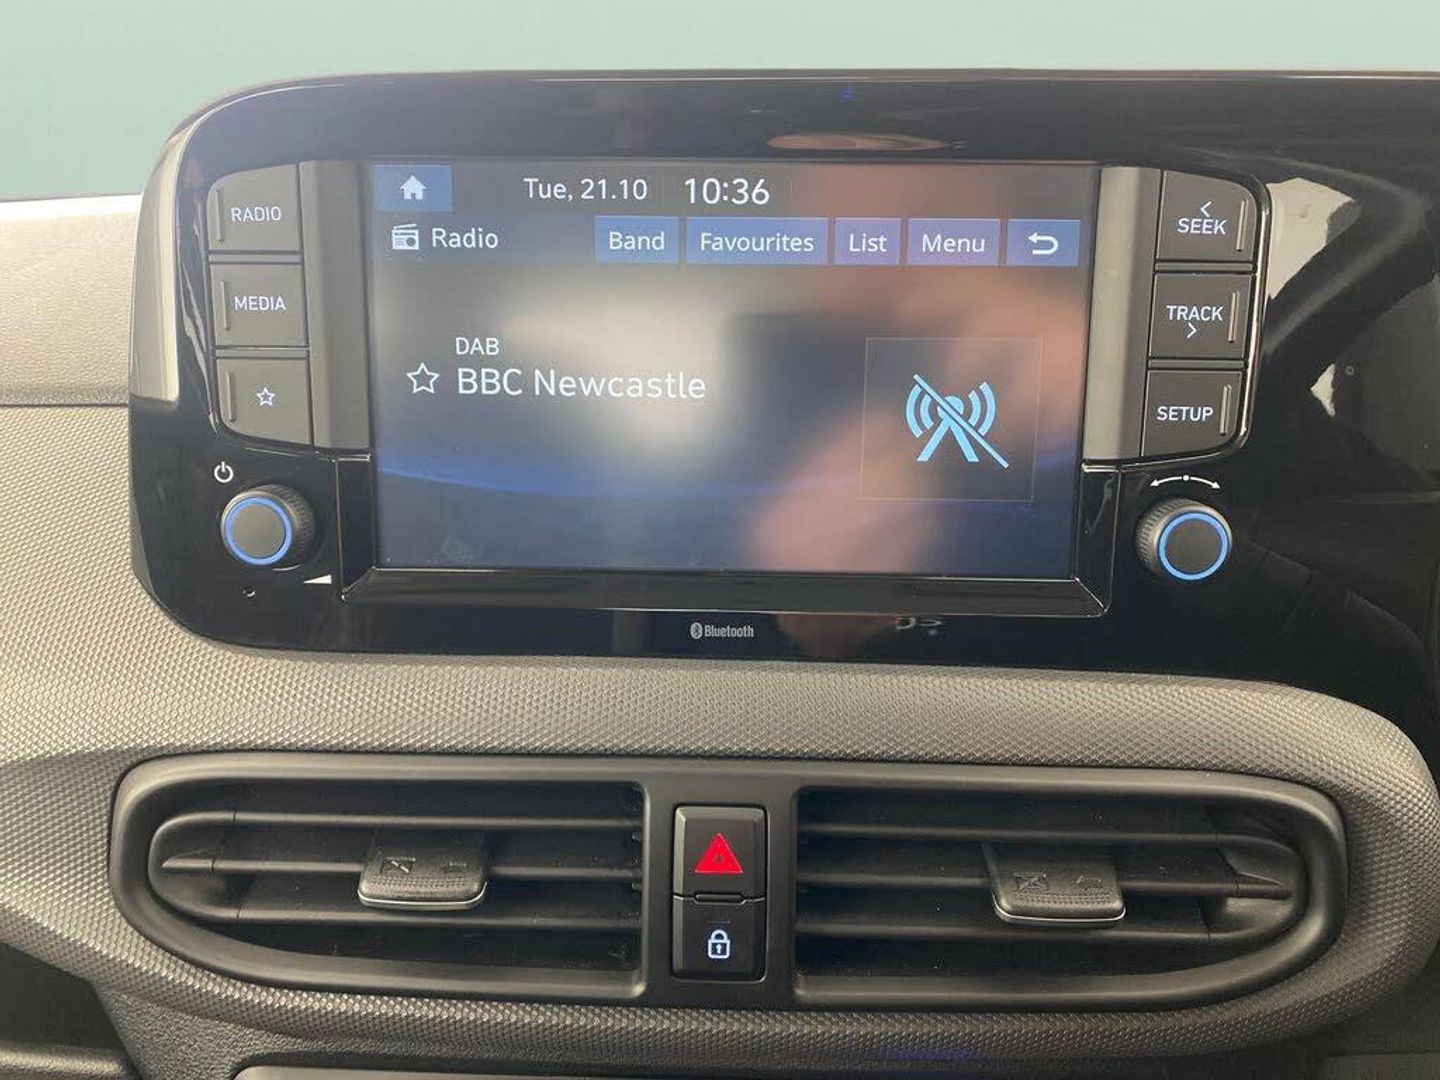 Tue, 21.10 10:36
RADIO
MEDIA
Radio
Band
Favourites
List
Menu
DAB
BBC Newcastle
SEEK
TRACK
SETUP
Bluetooth